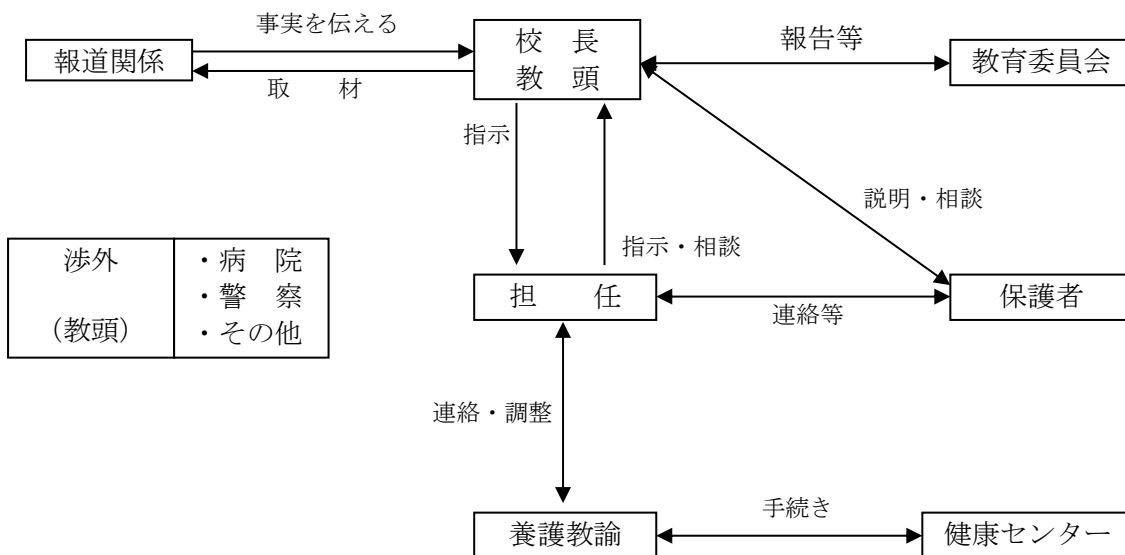 事実を伝える
報道関係
取　材
校　長
教　頭
報告等
教育委員会
指示
説明・相談
指示・相談
渉外
(教頭)
・病　院
・警　察
・その他
担　任
連絡等
保護者
連絡・調整
養護教諭
手続き
健康センター